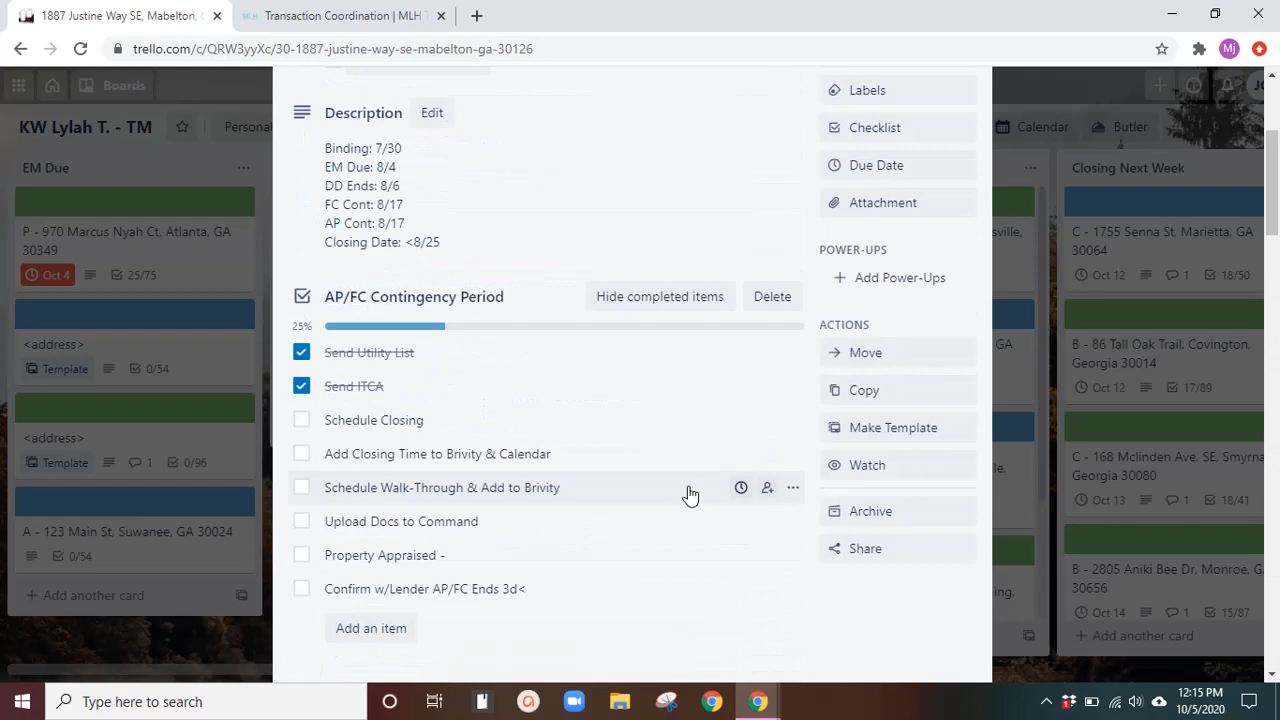 1887 Justine Way SE, Mabelton,
MLH
Transaction Coordination | MLH T
trello.com/c/QRW3yyXc/30-1887-justine-way-se-mabelton-ga-30126
Mj
Boards
JC
KW Lylah T. - TM
Personal
Calendar
Butler
EM Due
P - 970 Marcus Nyah Ct, Atlanta, GA
30349
Oct 4
25/75
<address>
Template
0/54
<address>
Template
1
0/96
A - 123 Main St, Suwanee, GA 30024
0/54
Add another card
Description
Edit
Binding: 7/30
EM Due: 8/4
DD Ends: 8/6
FC Cont: 8/17
AP Cont: 8/17
Closing Date: <8/25
AP/FC Contingency Period
Hide completed items
Delete
25%
Send Utility List
Send ITCA
Schedule Closing
Add Closing Time to Brivity & Calendar
Schedule Walk-Through & Add to Brivity
Upload Docs to Command
Property Appraised -
Confirm w/Lender AP/FC Ends 3d<
Add an item
Labels
Checklist
Due Date
Attachment
POWER-UPS
Add Power-Ups
ACTIONS
Move
Copy
Make Template
Watch
Archive
Share
sville,
GA
ing,
Closing Next Week
C - 1755 Senna St, Marietta, GA
30064
Oct 12
1
18/50
B - 86 Tall Oak Trail, Covington,
Georgia 30014
Oct 12
17/89
C - 168 Mclinden Ave. SE, Smyrna,
Georgia 30080
Oct 13
1
18/41
B - 2805 Aniki Bee Dr, Monroe, GA
30656
Oct 14
1
15/87
Add another card
Type here to search
1
12:15 PM
10/5/2020